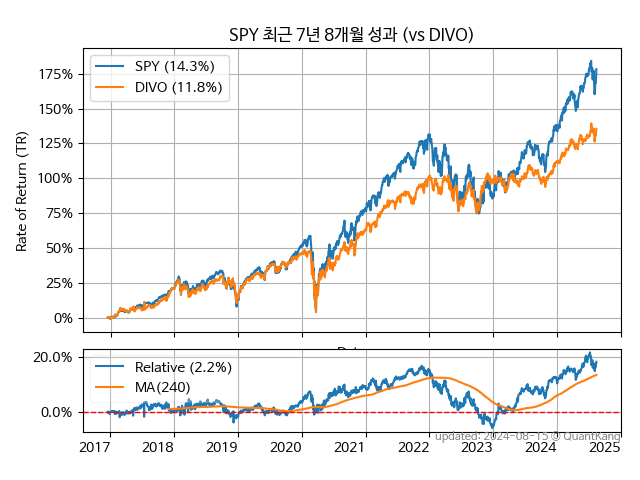 SPY 최근 7년 8개월 성과 (vs DIVO)
SPY (14.3%)
DIVO (11.8%)
175%
150%
125%
100%
75%
50%
25%
0%
Rate of Return (TR)
20.0%
0.0%
Relative (2.2%)
MA(240)
2017 2018 2019 2020 2021 2022 2023 2024 2025
updated: 2024-08-15 © QuantKang